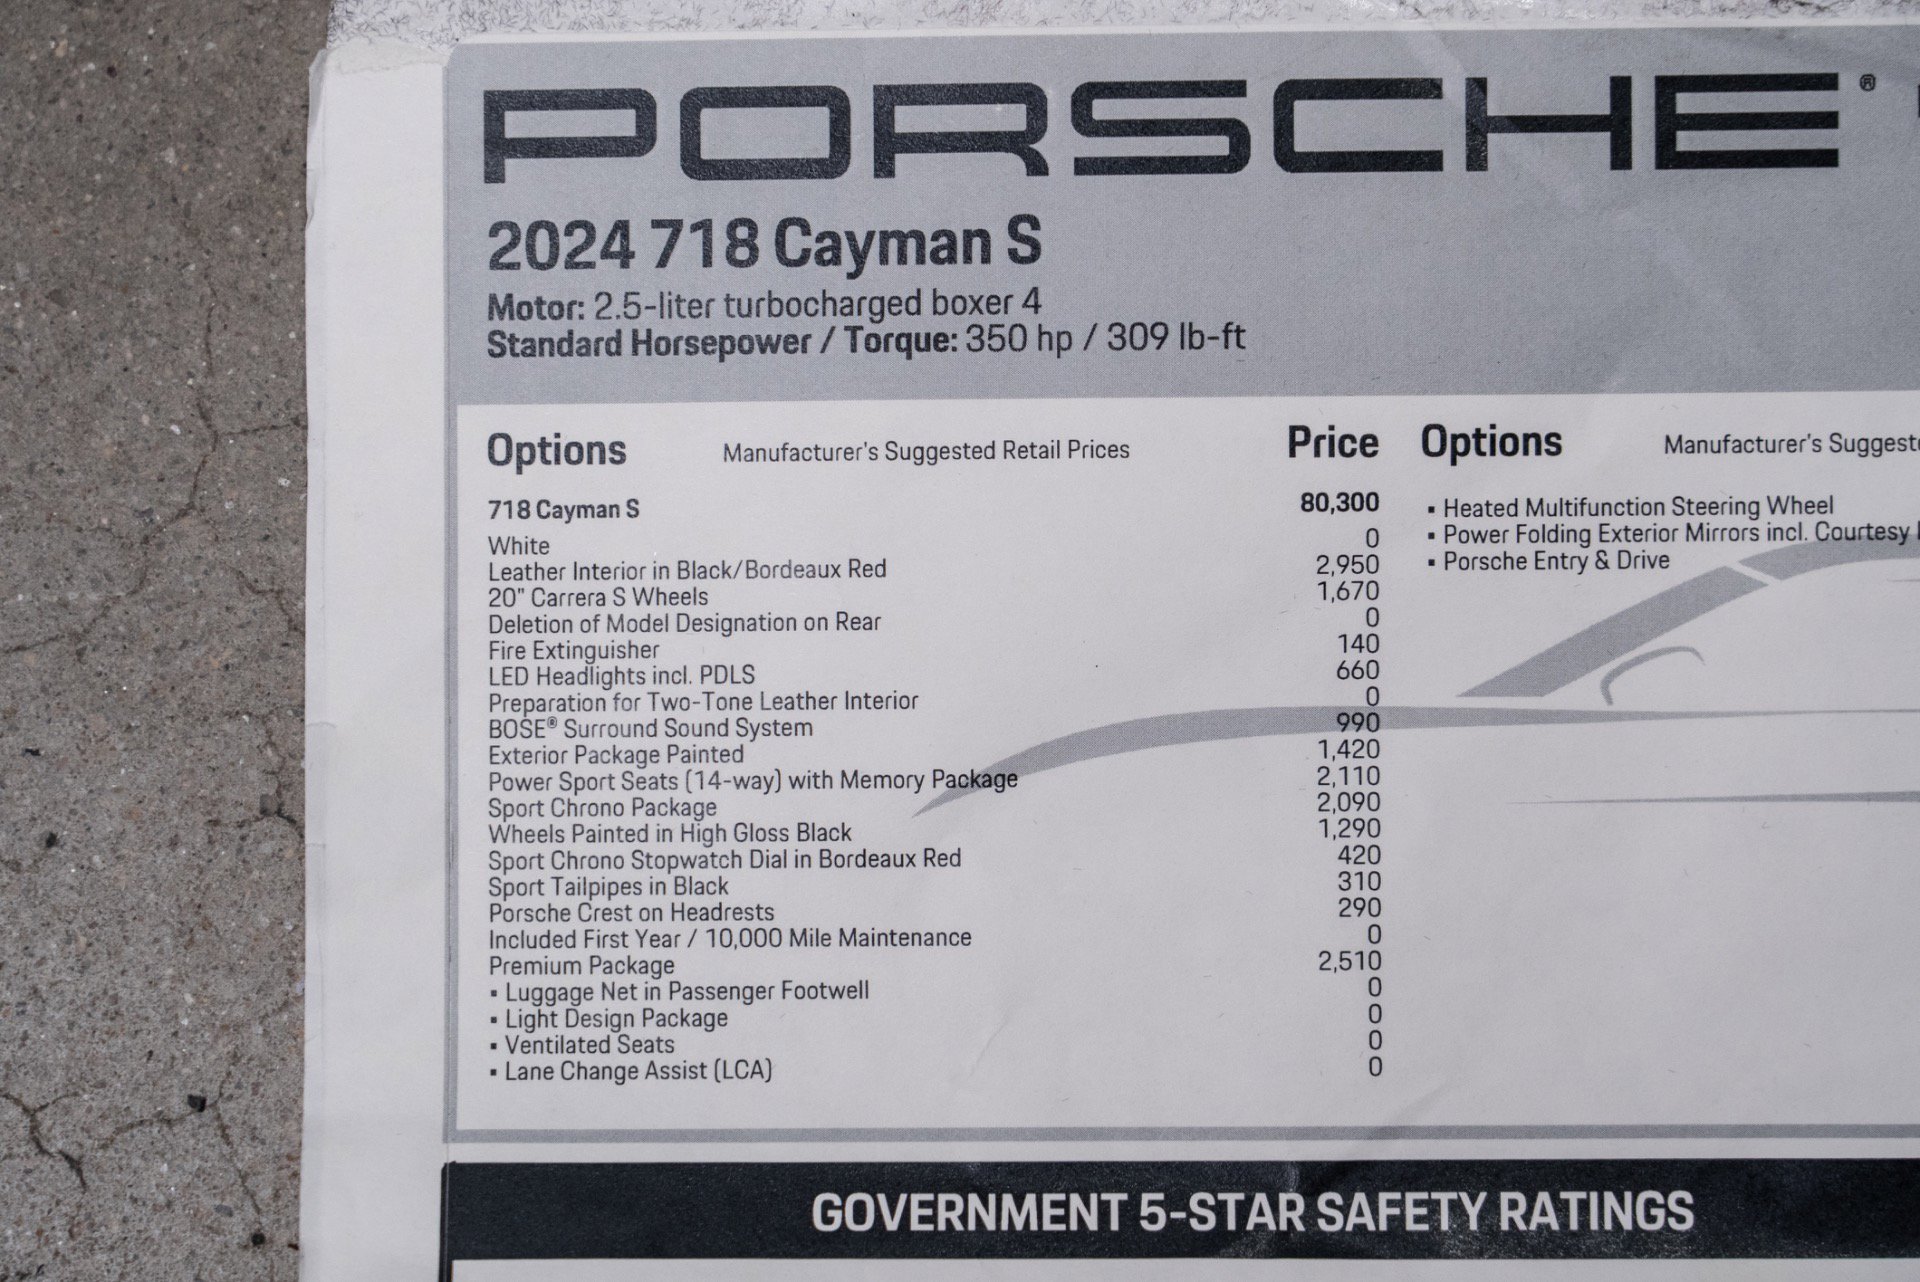 PORSCHE®
2024 718 Cayman S
Motor: 2.5-liter turbocharged boxer 4
Standard Horsepower / Torque: 350 hp / 309 lb-ft
Options Manufacturer's Suggested Retail Prices Price
718 Cayman S 80,300
White 0
Leather Interior in Black/Bordeaux Red 2,950
20" Carrera S Wheels 1,670
Deletion of Model Designation on Rear 0
Fire Extinguisher 140
LED Headlights incl. PDLS 660
Preparation for Two-Tone Leather Interior 0
BOSE® Surround Sound System 990
Exterior Package Painted 1,420
Power Sport Seats (14-way) with Memory Package 2,110
Sport Chrono Package 2,090
Wheels Painted in High Gloss Black 1,290
Sport Chrono Stopwatch Dial in Bordeaux Red 420
Sport Tailpipes in Black 310
Porsche Crest on Headrests 290
Included First Year / 10,000 Mile Maintenance 0
Premium Package 2,510
▪ Luggage Net in Passenger Footwell 0
▪ Light Design Package 0
▪ Ventilated Seats 0
▪ Lane Change Assist (LCA) 0
Options Manufacturer's
▪ Heated Multifunction Steering Wheel
▪ Power Folding Exterior Mirrors incl. Courtesy
▪ Porsche Entry & Drive
GOVERNMENT 5-STAR SAFETY RATINGS